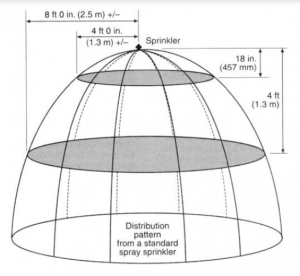 8 ft 0 in. (2.5 m) +/–
4 ft 0 in.
(1.3 m) +/–
Sprinkler
18 in.
(457 mm)
4 ft
(1.3 m)
Distribution
pattern
from a standard
spray sprinkler